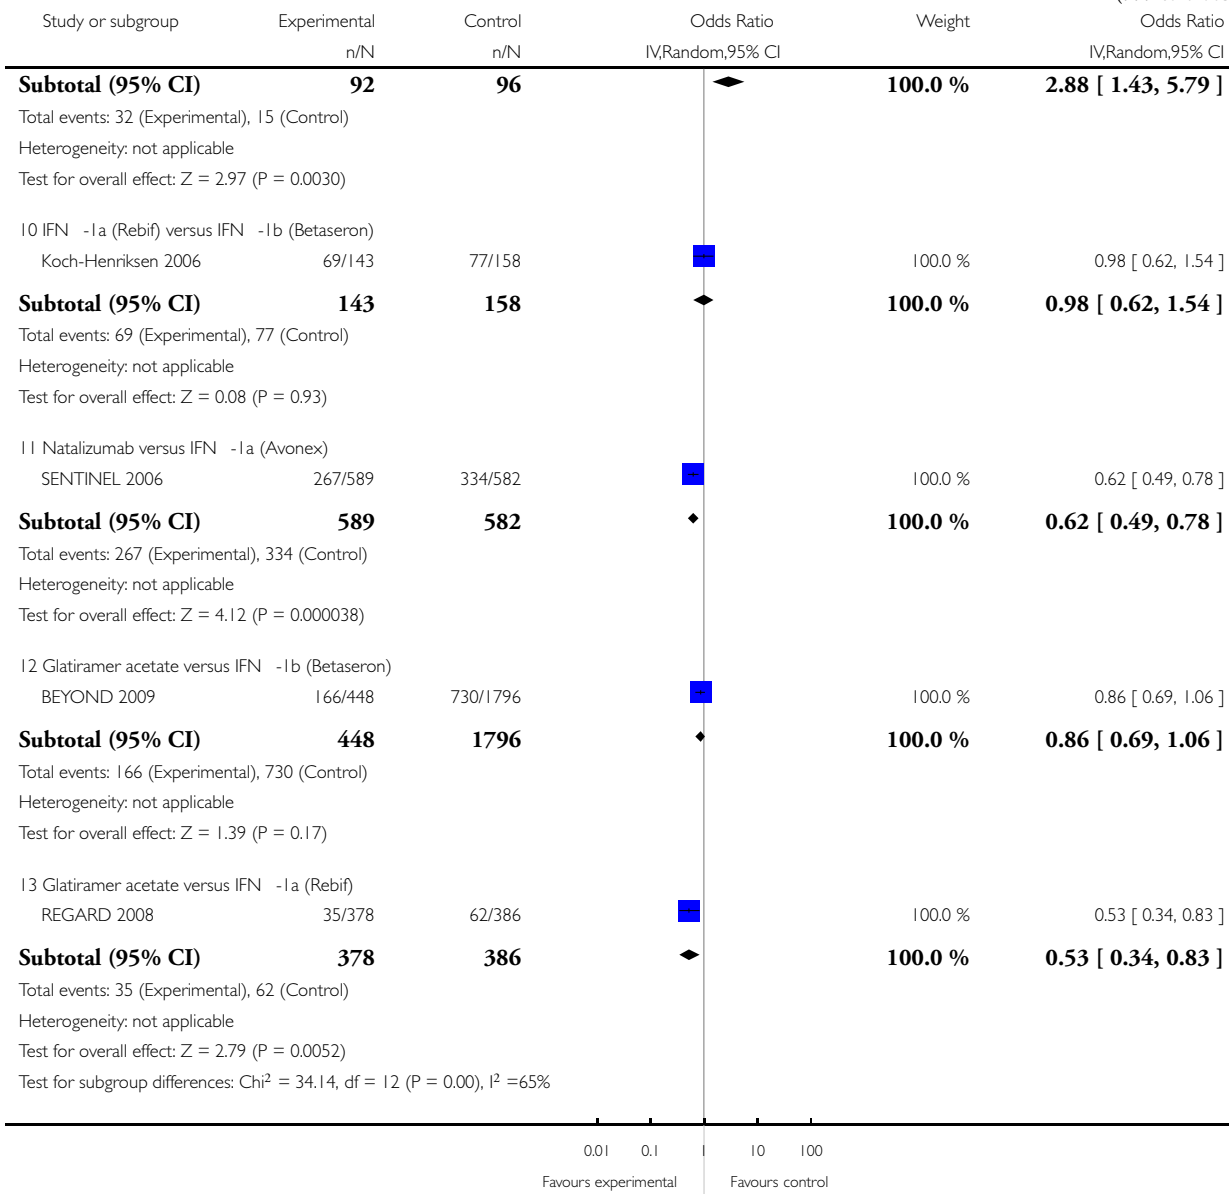 Study or subgroup Experimental Control Odds Ratio Weight Odds Ratio
n/N n/N IV,Random,95% CI IV,Random,95% CI
Subtotal (95% CI) 92 96 100.0 % 2.88 [ 1.43, 5.79 ]
Total events: 32 (Experimental), 15 (Control)
Heterogeneity: not applicable
Test for overall effect: Z = 2.97 (P = 0.0030)
10 IFN -1a (Rebif) versus IFN -1b (Betaseron)
Koch-Henriksen 2006 69/143 77/158 100.0 % 0.98 [ 0.62, 1.54 ]
Subtotal (95% CI) 143 158 100.0 % 0.98 [ 0.62, 1.54 ]
Total events: 69 (Experimental), 77 (Control)
Heterogeneity: not applicable
Test for overall effect: Z = 0.08 (P = 0.93)
11 Natalizumab versus IFN -1a (Avonex)
SENTINEL 2006 267/589 334/582 100.0 % 0.62 [ 0.49, 0.78 ]
Subtotal (95% CI) 589 582 100.0 % 0.62 [ 0.49, 0.78 ]
Total events: 267 (Experimental), 334 (Control)
Heterogeneity: not applicable
Test for overall effect: Z = 4.12 (P = 0.000038)
12 Glatiramer acetate versus IFN -1b (Betaseron)
BEYOND 2009 166/448 730/1796 100.0 % 0.86 [ 0.69, 1.06 ]
Subtotal (95% CI) 448 1796 100.0 % 0.86 [ 0.69, 1.06 ]
Total events: 166 (Experimental), 730 (Control)
Heterogeneity: not applicable
Test for overall effect: Z = 1.39 (P = 0.17)
13 Glatiramer acetate versus IFN -1a (Rebif)
REGARD 2008 35/378 62/386 100.0 % 0.53 [ 0.34, 0.83 ]
Subtotal (95% CI) 378 386 100.0 % 0.53 [ 0.34, 0.83 ]
Total events: 35 (Experimental), 62 (Control)
Heterogeneity: not applicable
Test for overall effect: Z = 2.79 (P = 0.0052)
Test for subgroup differences: Chi² = 34.14, df = 12 (P = 0.00), I² =65%
0.01 0.1 1 10 100
Favours experimental Favours control